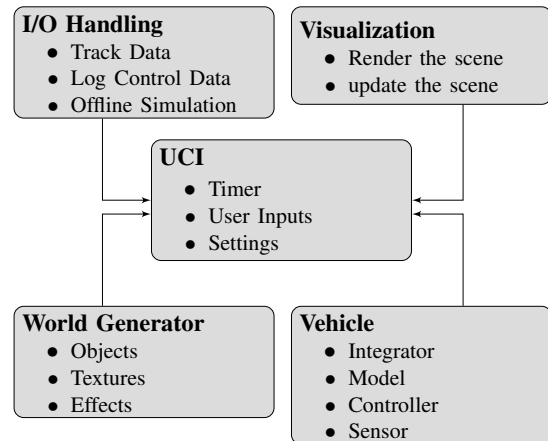 I/O Handling
• Track Data
• Log Control Data
• Offline Simulation
Visualization
• Render the scene
• update the scene
UCI
• Timer
• User Inputs
• Settings
World Generator
• Objects
• Textures
• Effects
Vehicle
• Integrator
• Model
• Controller
• Sensor